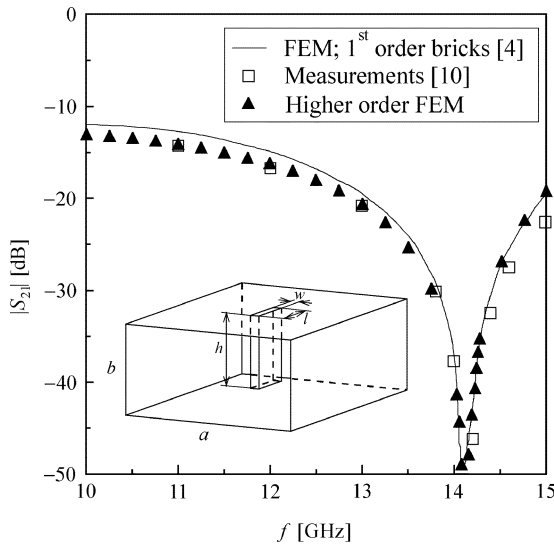 FEM; 1st order bricks [4]
Measurements [10]
Higher order FEM
-0
-10
-20
-30
-40
-50
|S21| [dB]
w
l
h
b
a
10 11 12 13 14 15
f [GHz]